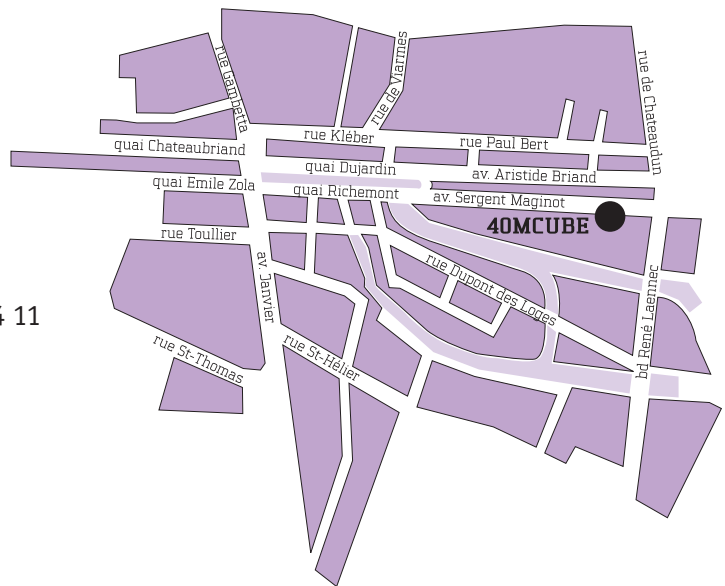 rue Gambetta
rue de Viarmes
rue de Chateaudun
rue Kléber
rue Paul Bert
quai Chateaubriand
quai Dujardin
av. Aristide Briand
quai Emile Zola
quai Richemont
av. Sergent Maginot
40MCUBE
rue Toullier
av. Janvier
rue Dupont des Loges
bd René Laennec
4 11
rue St-Thomas
rue St-Hélier